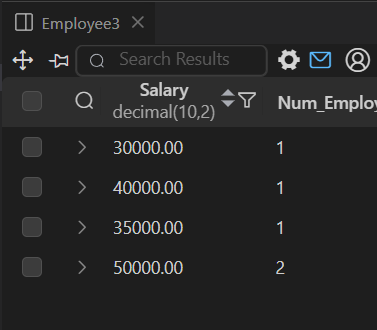 Employee3
Search Results
Salary
decimal(10,2)
Num_Employ
30000.00 1
40000.00 1
35000.00 1
50000.00 2